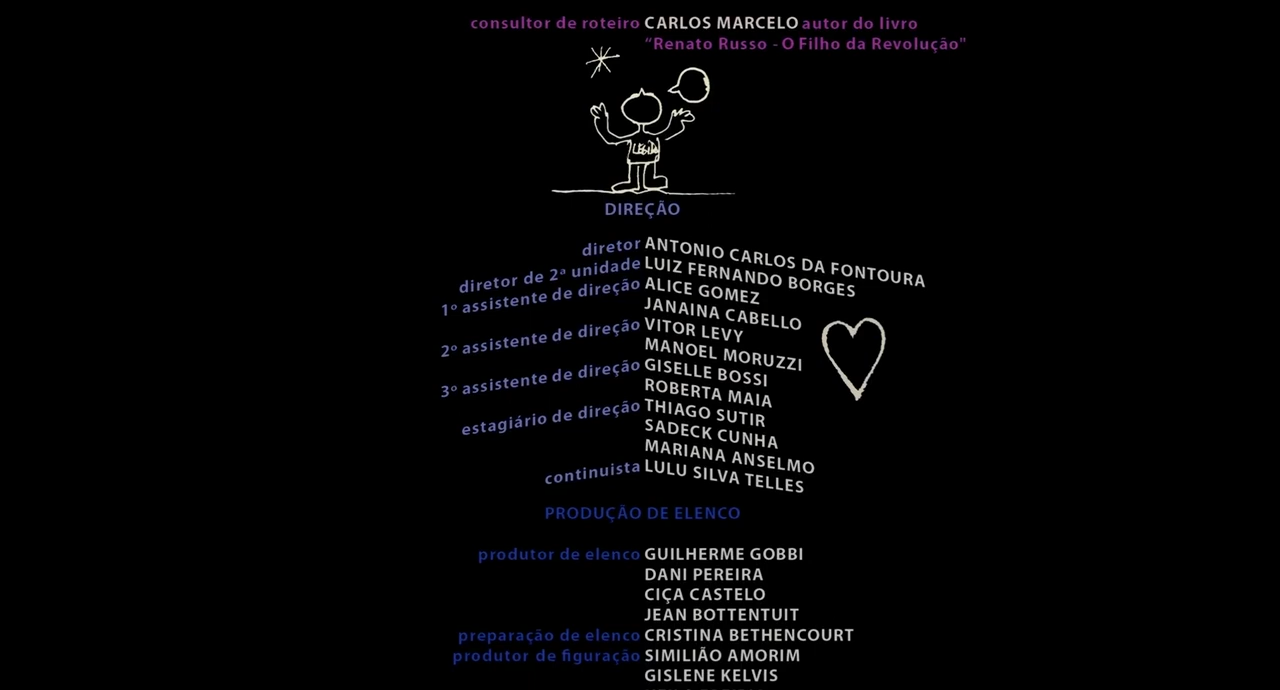 consultor de roteiro CARLOS MARCELO autor do livro
“Renato Russo - O Filho da Revolução"
LEGIÃO
DIREÇÃO
diretor ANTONIO CARLOS DA FONTOURA
diretor de 2ª unidade LUIZ FERNANDO BORGES
1º assistente de direção ALICE GOMEZ
JANAINA CABELLO
2º assistente de direção VITOR LEVY
MANOEL MORUZZI
3º assistente de direção GISELLE BOSSI
ROBERTA MAIA
estagiário de direção THIAGO SUTIR
SADECK CUNHA
MARIANA ANSELMO
continuista LULU SILVA TELLES
PRODUÇÃO DE ELENCO
produtor de elenco GUILHERME GOBBI
DANI PEREIRA
CIÇA CASTELO
JEAN BOTTENTUIT
preparação de elenco CRISTINA BETHENCOURT
produtor de figuração SIMILIÃO AMORIM
GISLENE KELVIS